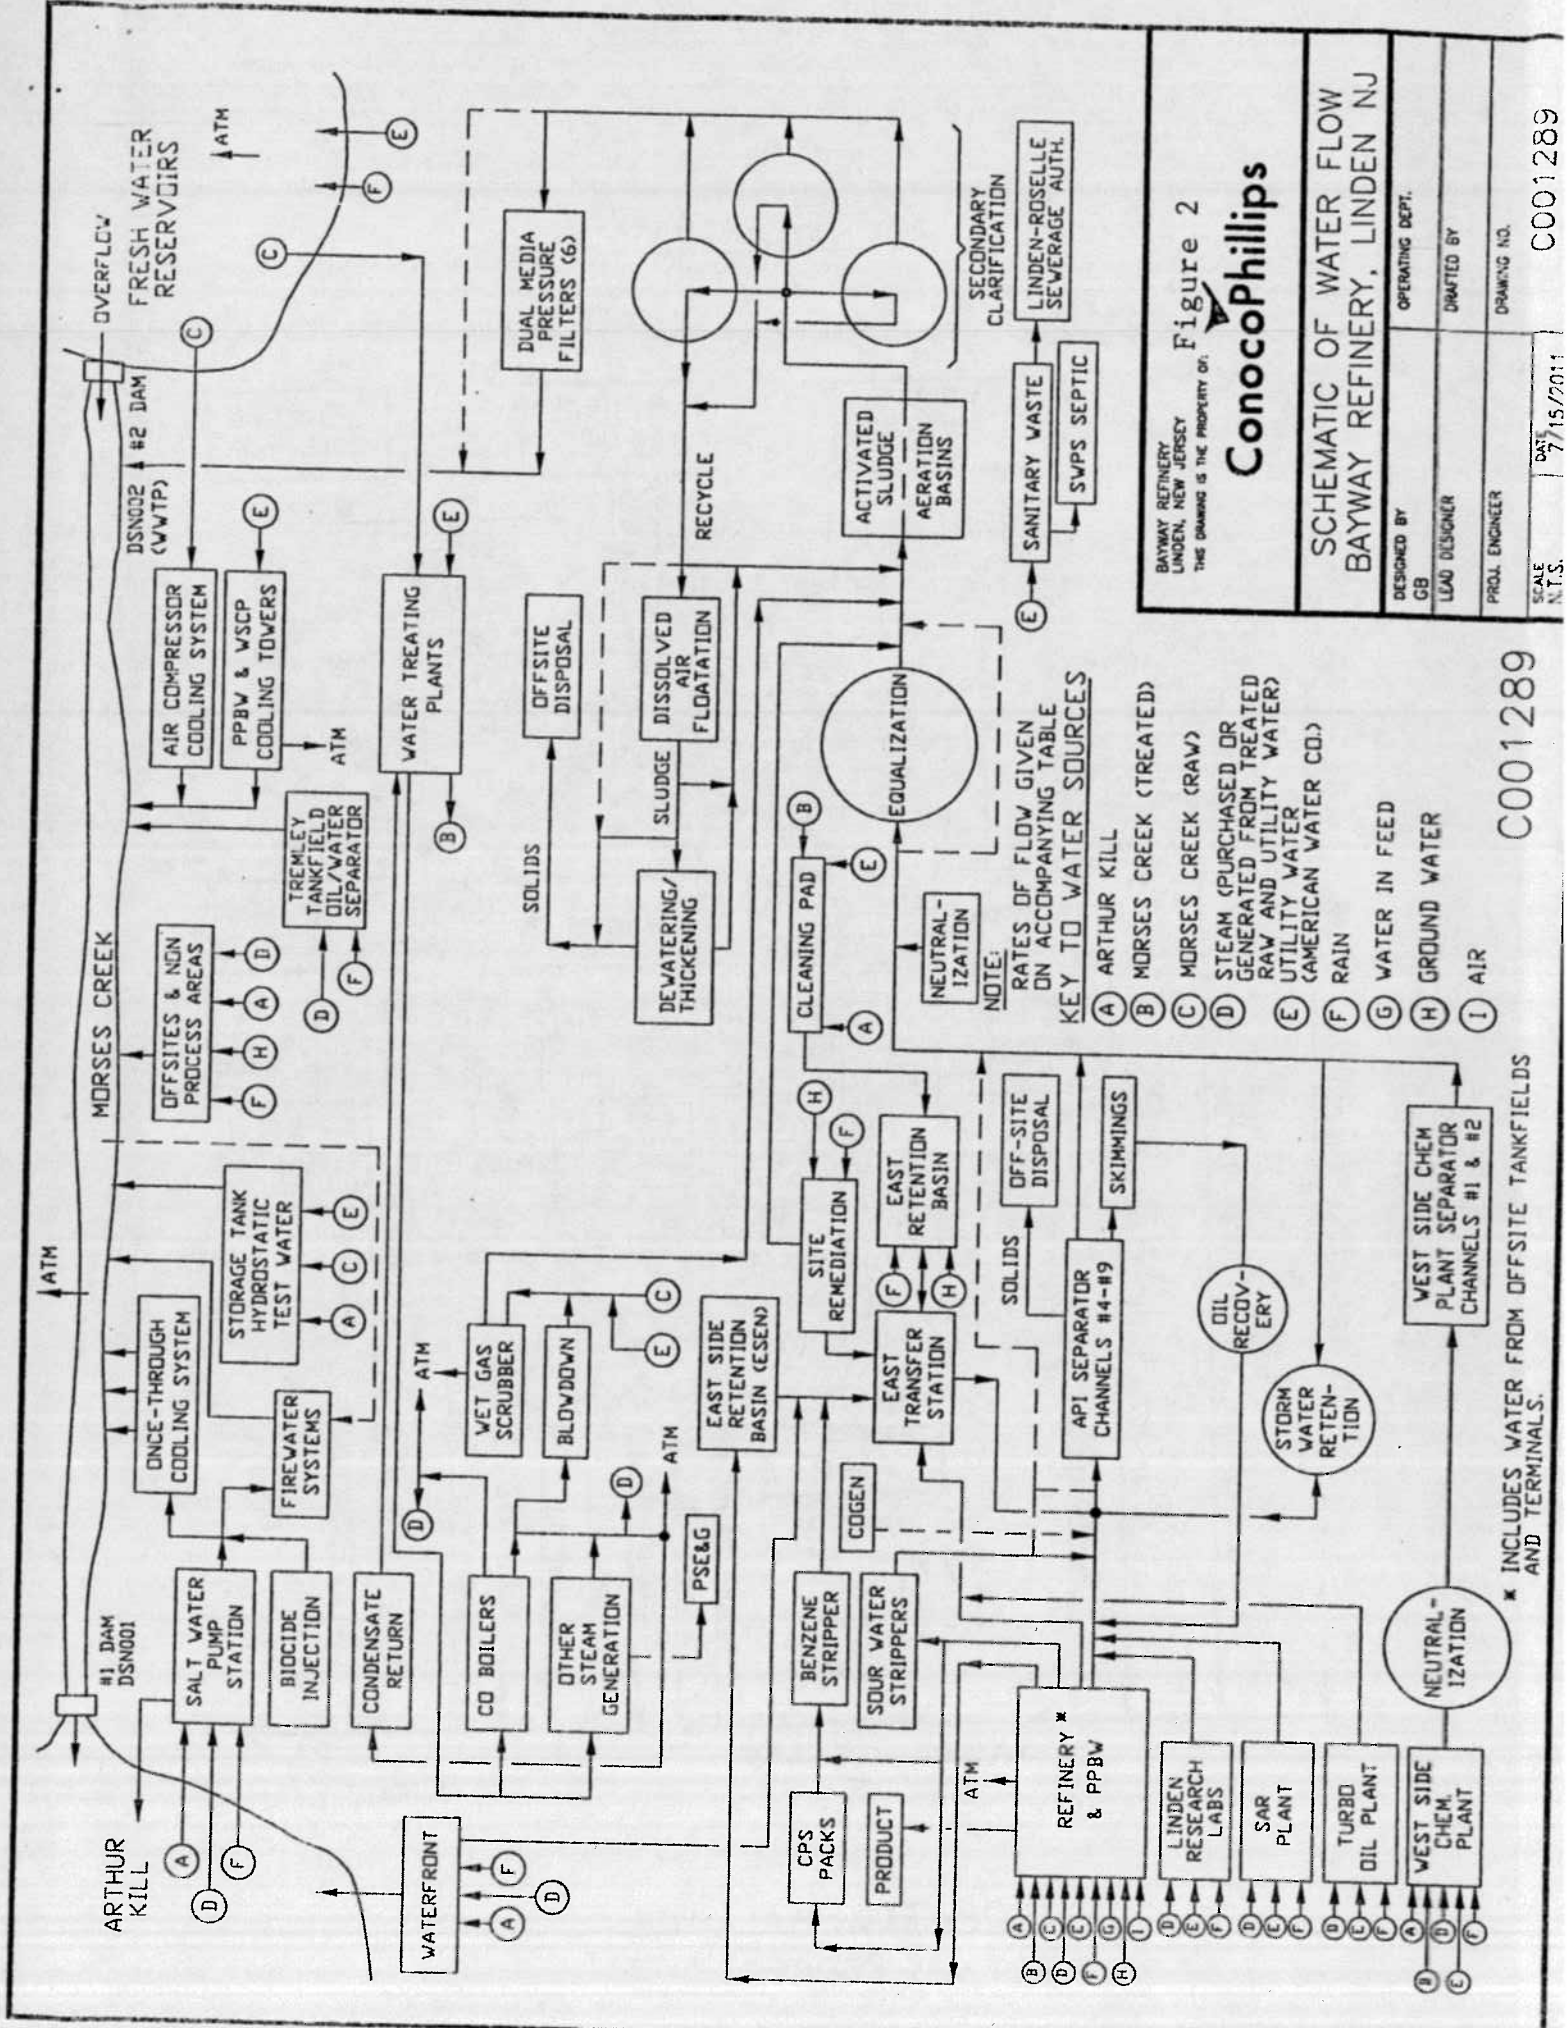 ATM
MORSES CREEK
OVERFLOW
FRESH WATER
RESERVOIRS
ATM
#1 DAM
DSN001
DSN002
(WWTP)
#2 DAM
ARTHUR
KILL
A
D
F
SALT WATER
PUMP
STATION
BIOCIDE
INJECTION
ONCE-THROUGH
COOLING SYSTEM
FIREWATER
SYSTEMS
STORAGE TANK
HYDROSTATIC
TEST WATER
A
C
E
OFFSITES & NON
PROCESS AREAS
F
H
A
D
TREMLEY
TANKFIELD
OIL/WATER
SEPARATOR
D
F
AIR COMPRESSOR
COOLING SYSTEM
C
PPBW & WSCP
COOLING TOWERS
E
ATM
C
F
E
WATER TREATING
PLANTS
B
E
CONDENSATE
RETURN
CO BOILERS
D
ATM
OTHER
STEAM
GENERATION
D
ATM
PSE&G
WET GAS
SCRUBBER
BLOWDOWN
E
C
WATERFRONT
A
D
F
OFFSITE
DISPOSAL
SOLIDS
SLUDGE
DISSOLVED
AIR
FLOATATION
DEWATERING/
THICKENING
RECYCLE
DUAL MEDIA
PRESSURE
FILTERS (6)
SECONDARY
CLARIFICATION
ACTIVATED
SLUDGE
AERATION
BASINS
EQUALIZATION
NEUTRAL-
IZATION
CLEANING PAD
A
B
E
EAST SIDE
RETENTION
BASIN (ESEN)
SITE
REMEDIATION
H
F
EAST
TRANSFER
STATION
F
H
EAST
RETENTION
BASIN
BENZENE
STRIPPER
SOUR WATER
STRIPPERS
COGEN
CPS
PACKS
PRODUCT
ATM
REFINERY *
& PPBW
A
B
C
D
E
F
G
H
I
API SEPARATOR
CHANNELS #4-#9
SOLIDS
OFF-SITE
DISPOSAL
SKIMMINGS
OIL
RECOV-
ERY
STORM
WATER
RETEN-
TION
LINDEN
RESEARCH
LABS
D
E
F
SAR
PLANT
D
E
F
TURBO
OIL PLANT
D
E
F
WEST SIDE
CHEM.
PLANT
A
B
D
E
F
NEUTRAL-
IZATION
WEST SIDE CHEM
PLANT SEPARATOR
CHANNELS #1 & #2
* INCLUDES WATER FROM OFFSITE TANKFIELDS
AND TERMINALS.
E
SANITARY WASTE
LINDEN-ROSELLE
SEWERAGE AUTH.
SWPS SEPTIC
NOTE:
RATES OF FLOW GIVEN
ON ACCOMPANYING TABLE
KEY TO WATER SOURCES
A ARTHUR KILL
B MORSES CREEK (TREATED)
C MORSES CREEK (RAW)
D STEAM (PURCHASED OR
GENERATED FROM TREATED
RAW AND UTILITY WATER)
E UTILITY WATER
(AMERICAN WATER CO.)
F RAIN
G WATER IN FEED
H GROUND WATER
I AIR
C001289
BAYWAY REFINERY
LINDEN, NEW JERSEY
THIS DRAWING IS THE PROPERTY OF:
Figure 2
ConocoPhillips
SCHEMATIC OF WATER FLOW
BAYWAY REFINERY, LINDEN NJ
DESIGNED BY
GB
OPERATING DEPT.
LEAD DESIGNER
DRAFTED BY
PROJ. ENGINEER
DRAWING NO.
SCALE
N.T.S.
DATE
7/15/2011
C001289